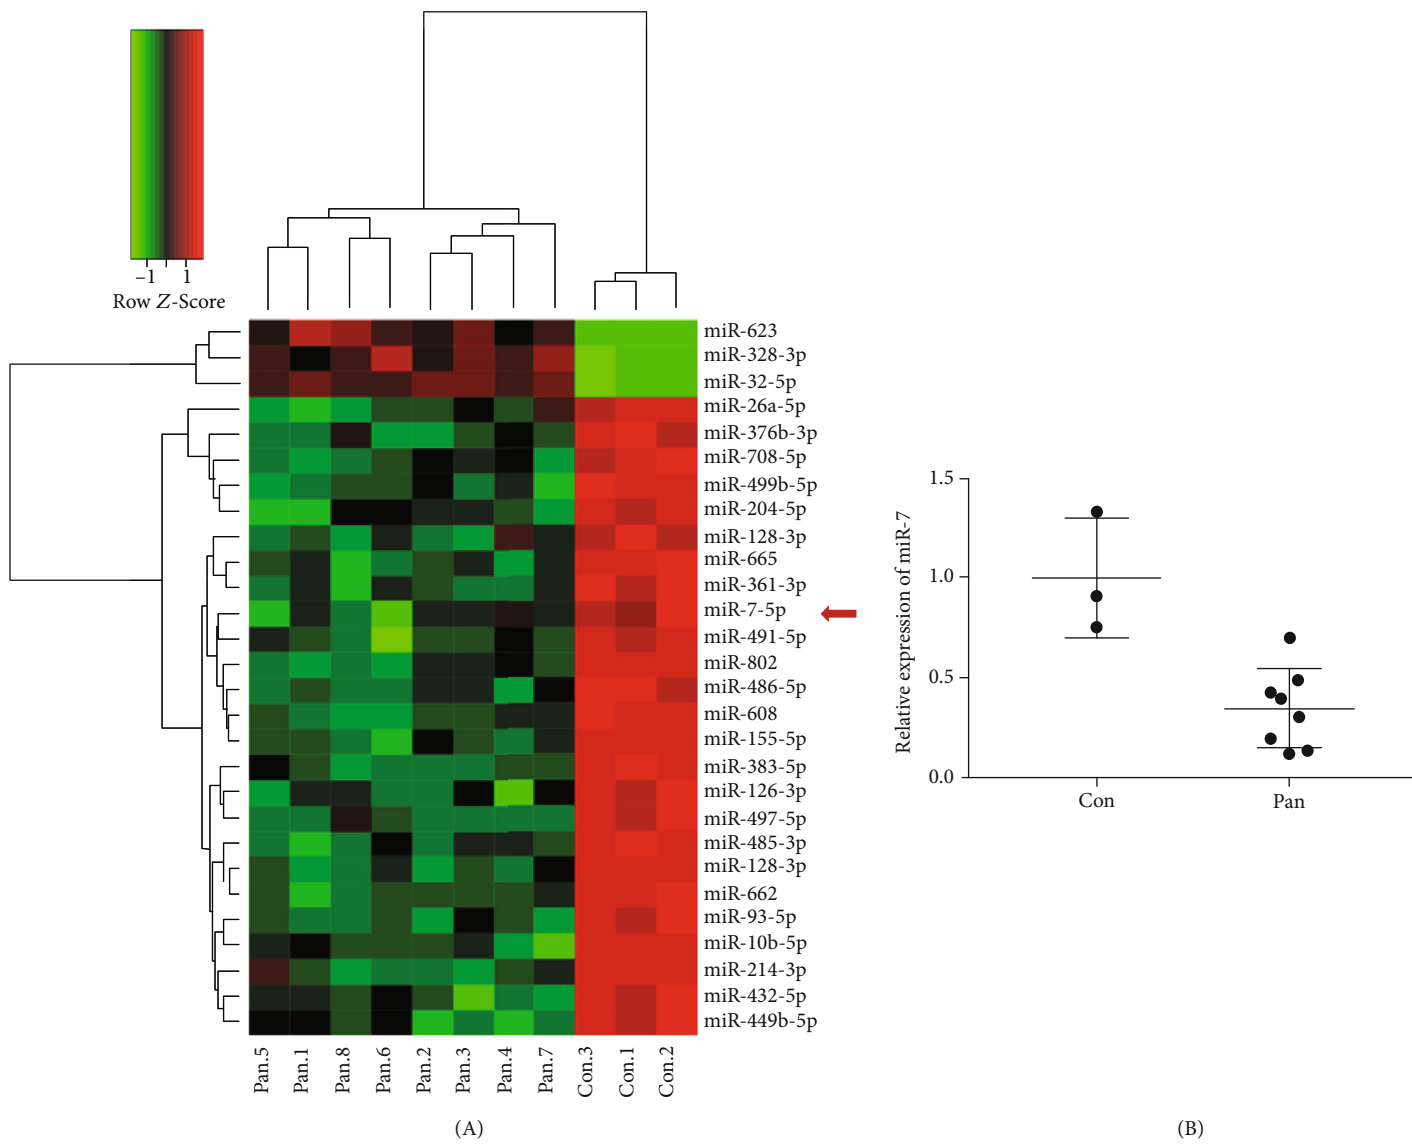 −1 1
Row Z-Score
miR-623
miR-328-3p
miR-32-5p
miR-26a-5p
miR-376b-3p
miR-708-5p
miR-499b-5p
miR-204-5p
miR-128-3p
miR-665
miR-361-3p
miR-7-5p
miR-491-5p
miR-802
miR-486-5p
miR-608
miR-155-5p
miR-383-5p
miR-126-3p
miR-497-5p
miR-485-3p
miR-128-3p
miR-662
miR-93-5p
miR-10b-5p
miR-214-3p
miR-432-5p
miR-449b-5p
Pan.5 Pan.1 Pan.8 Pan.6 Pan.2 Pan.3 Pan.4 Pan.7 Con.3 Con.1 Con.2
(A)
Relative expression of miR-7
1.5
1.0
0.5
0.0
Con Pan
(B)